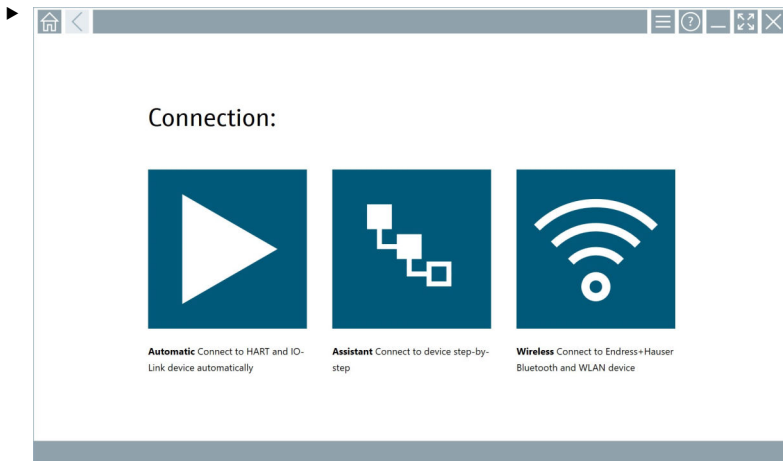 Connection:
Automatic Connect to HART and IO-
Link device automatically
Assistant Connect to device step-by-
step
Wireless Connect to Endress+Hauser
Bluetooth and WLAN device